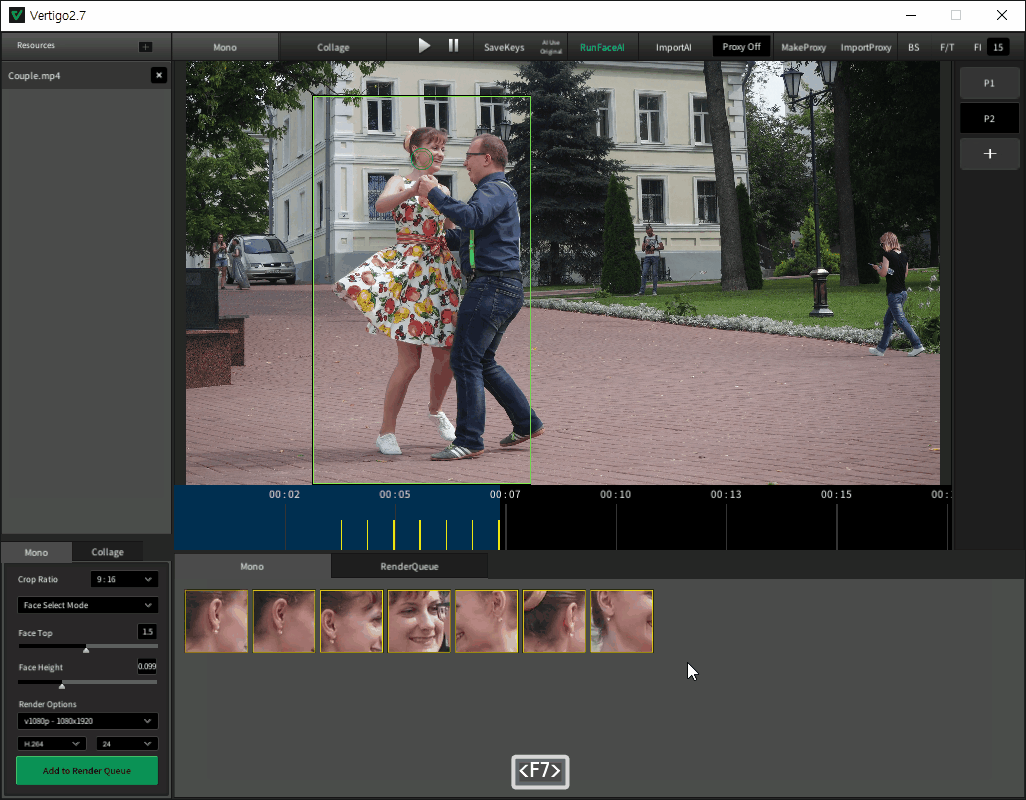 Vertigo2.7
Resources
+
Mono
Collage
SaveKeys
AI Use
Original
RunFaceAI
ImportAI
Proxy Off
MakeProxy
ImportProxy
BS
F/T
FI
15
Couple.mp4
×
P1
P2
+
00:02
00:05
00:07
00:10
00:13
00:15
00:
Mono
Collage
Mono
RenderQueue
Crop Ratio
9:16
Face Select Mode
Face Top
1.5
Face Height
0.099
Render Options
v1080p - 1080x1920
H.264
24
Add to Render Queue
<F7>